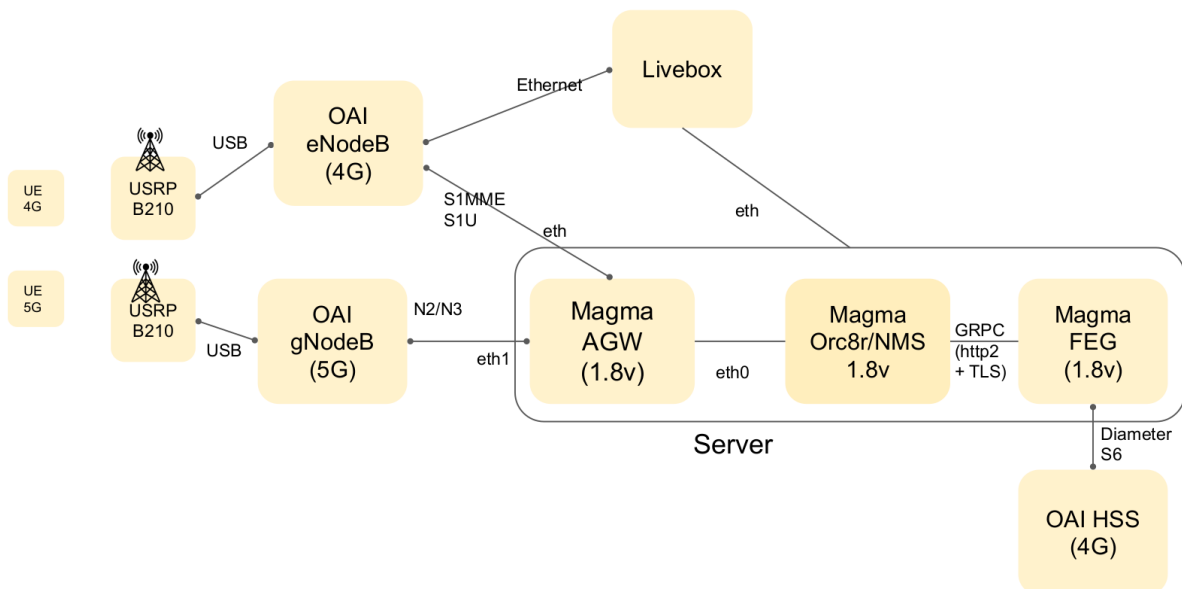 Livebox
Ethernet
OAI
eNodeB
(4G)
USB
USRP
B210
UE
4G
S1MME
S1U
eth
eth
UE
5G
USRP
B210
USB
OAI
gNodeB
(5G)
N2/N3
eth1
Magma
AGW
(1.8v)
eth0
Magma
Orc8r/NMS
1.8v
GRPC
(http2
+ TLS)
Magma
FEG
(1.8v)
Server
Diameter
S6
OAI HSS
(4G)